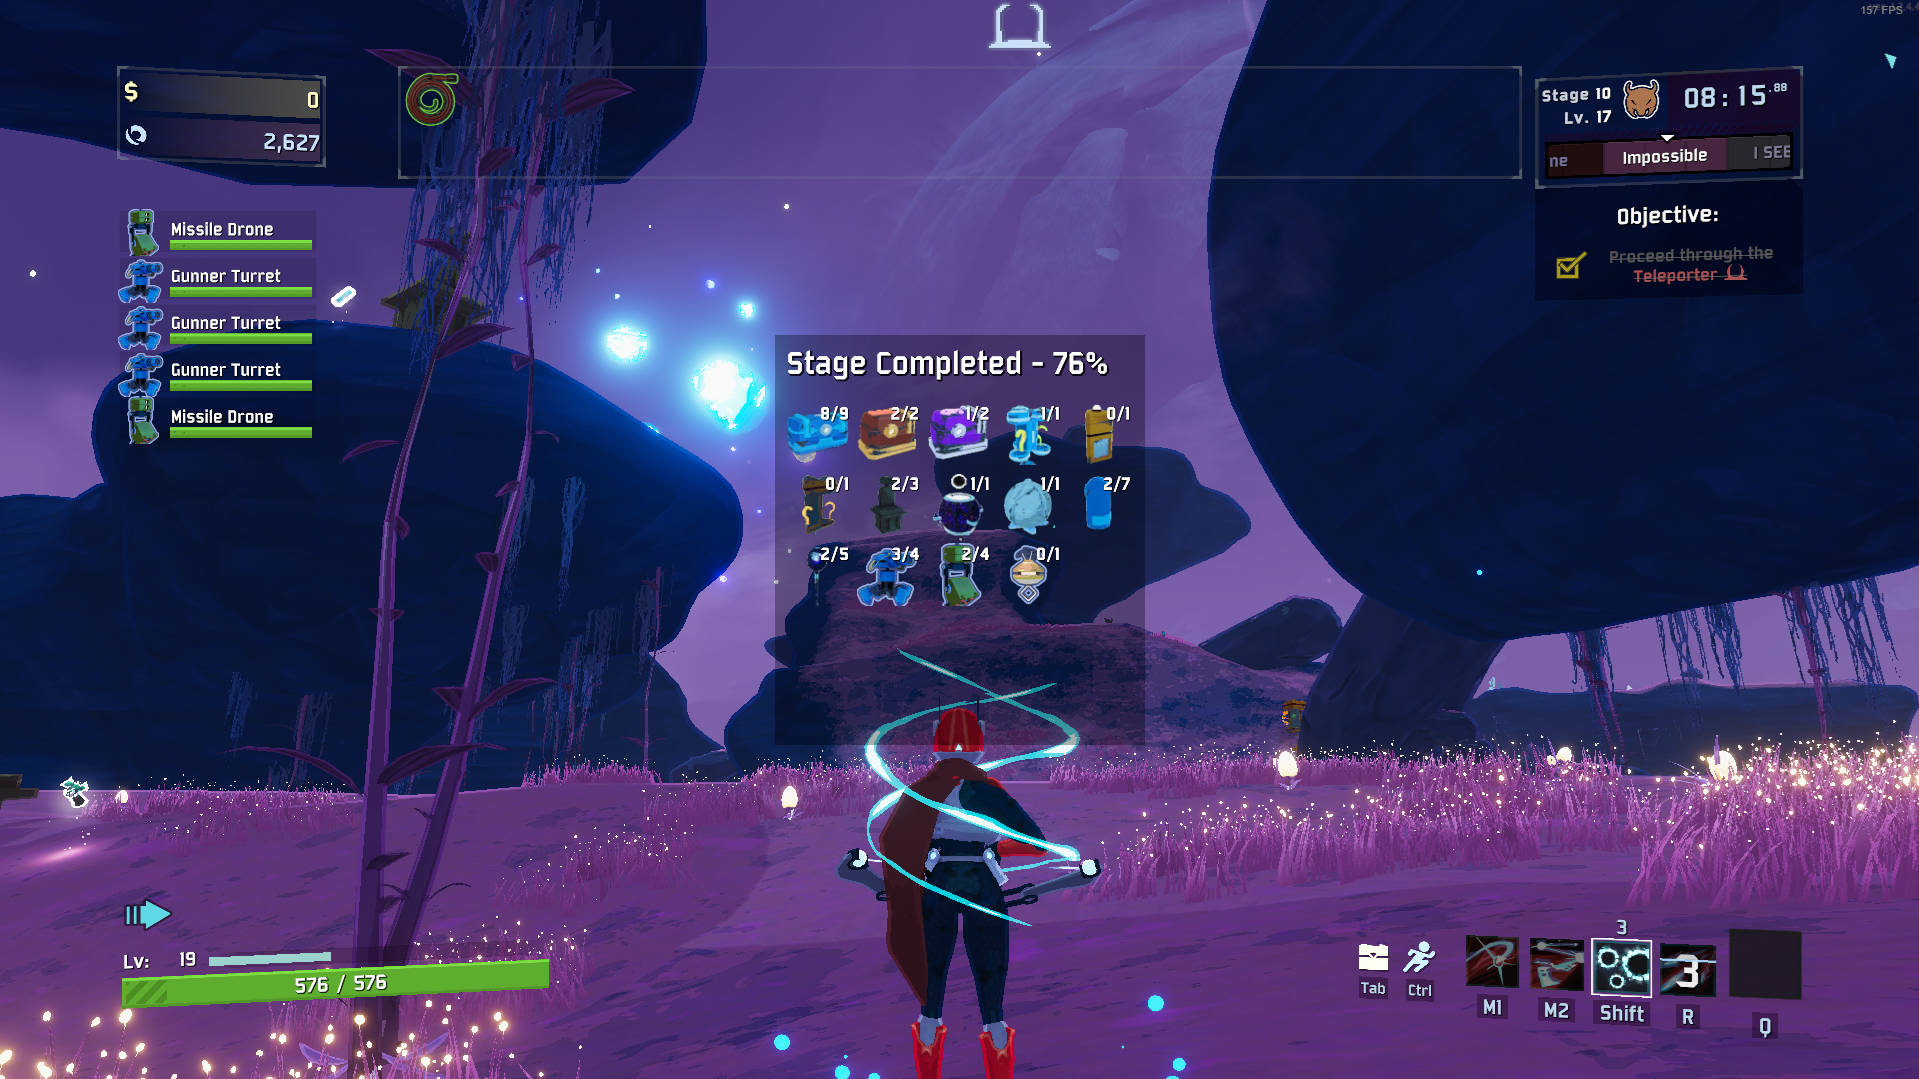 157 FPS
$ 0
2,627
Stage 10
Lv. 17
08:15.88
ne
Impossible
I SEE
Objective:
Proceed through the
Teleporter
Missile Drone
Gunner Turret
Gunner Turret
Gunner Turret
Missile Drone
Stage Completed - 76%
8/9 2/2 1/2 1/1 0/1
0/1 2/3 1/1 1/1 2/7
2/5 3/4 2/4 0/1
Lv: 19
576 / 576
3
3
Tab Ctrl M1 M2 Shift R Q